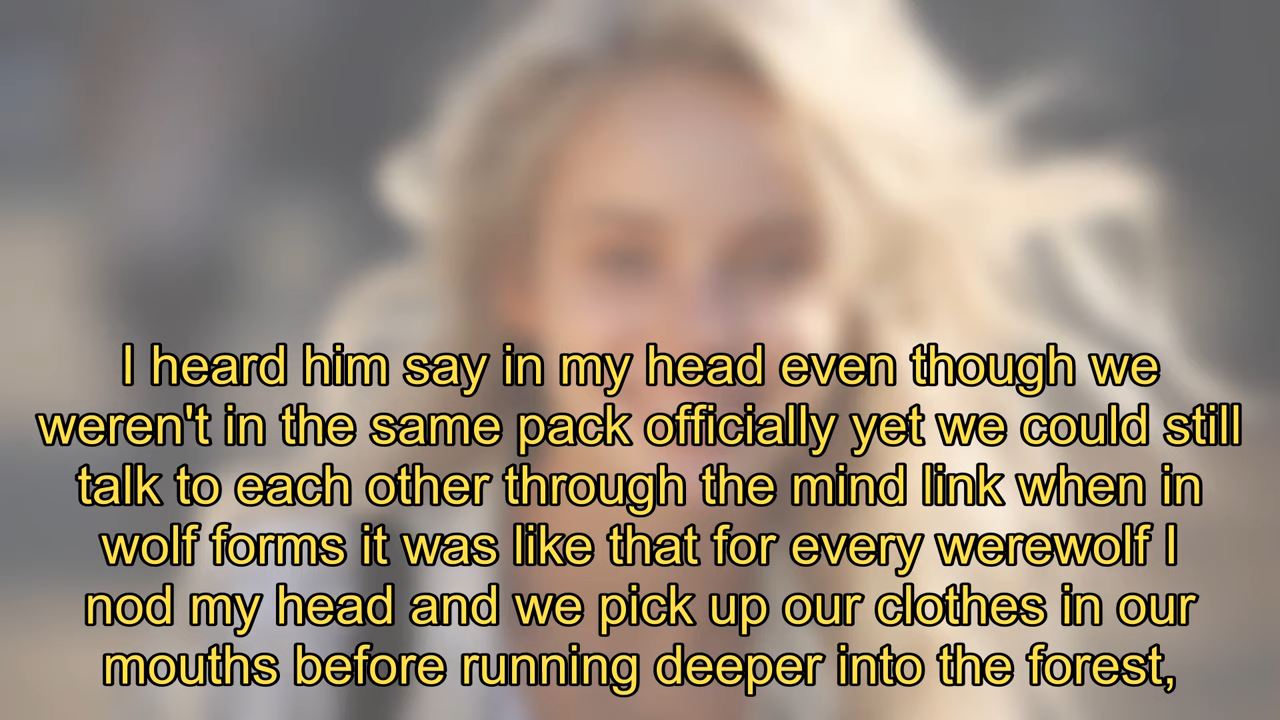 I heard him say in my head even though we
weren't in the same pack officially yet we could still
talk to each other through the mind link when in
wolf forms it was like that for every werewolf I
nod my head and we pick up our clothes in our
mouths before running deeper into the forest,